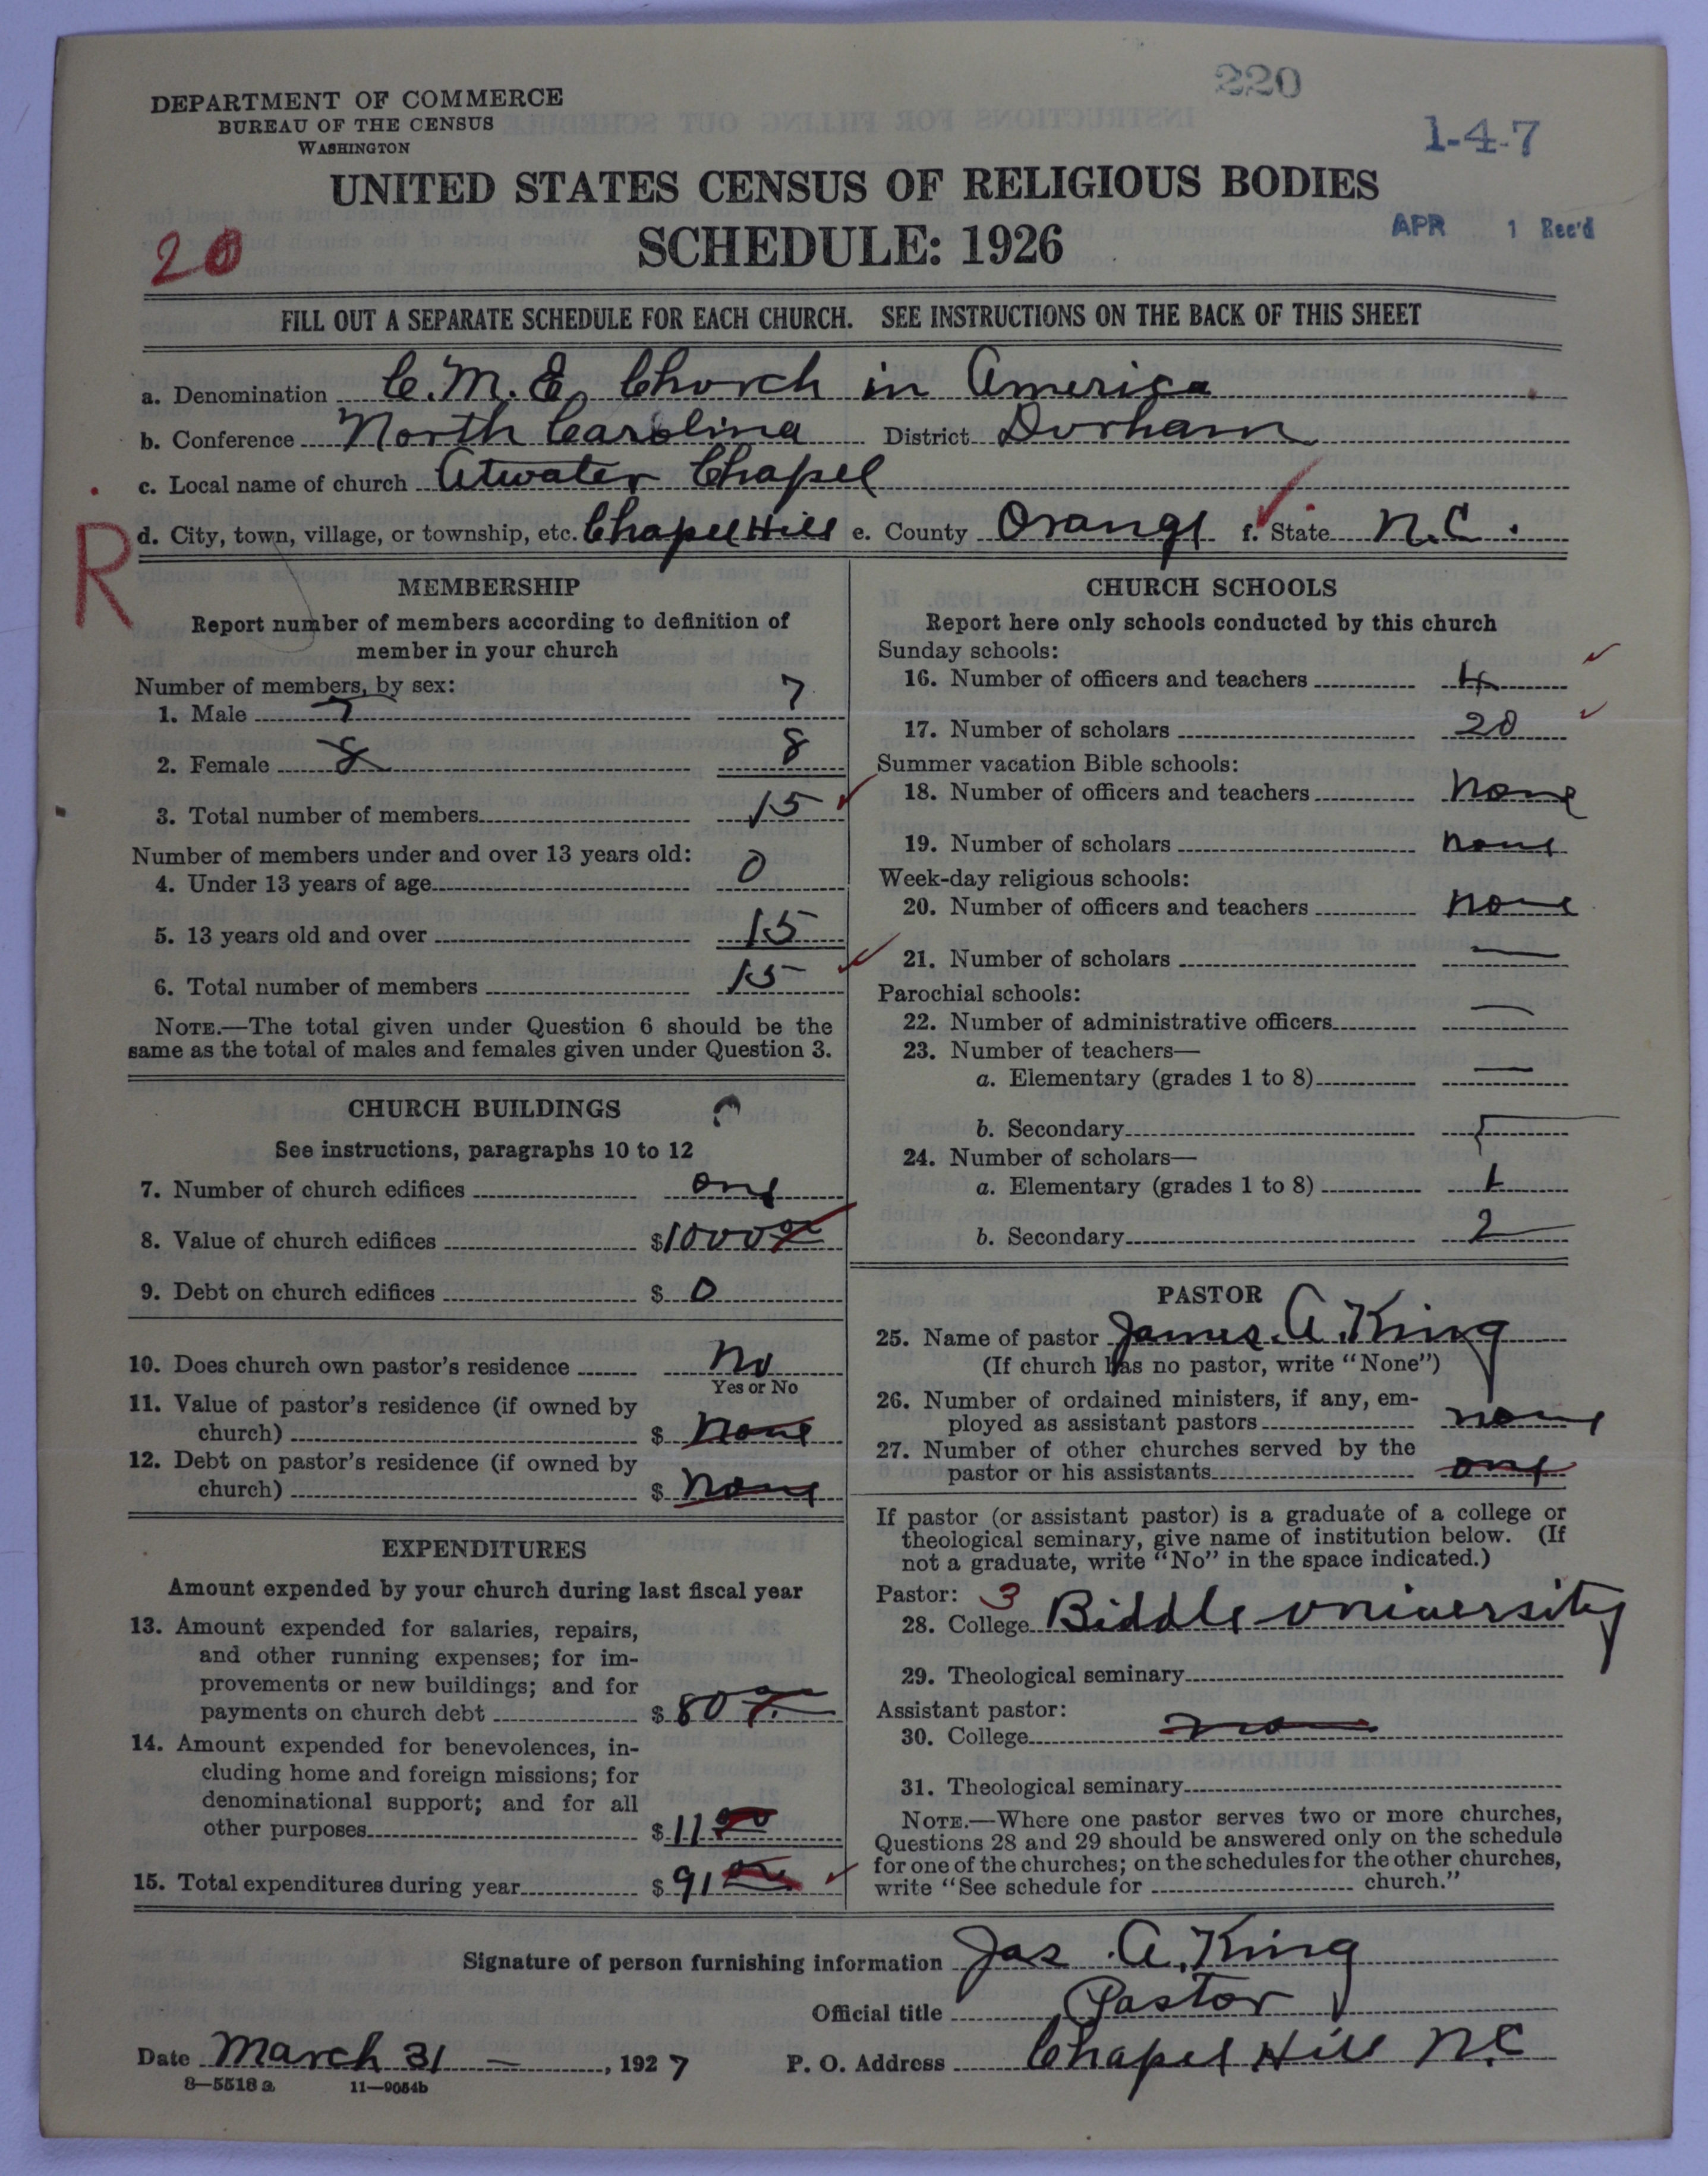 220
DEPARTMENT OF COMMERCE
BUREAU OF THE CENSUS
WASHINGTON
1-4-7
UNITED STATES CENSUS OF RELIGIOUS BODIES
SCHEDULE: 1926
APR 1 Rec'd
20
FILL OUT A SEPARATE SCHEDULE FOR EACH CHURCH. SEE INSTRUCTIONS ON THE BACK OF THIS SHEET
a. Denomination C.M.E. Chorch in America
b. Conference North Carolina District Dorham
c. Local name of church Atwater Chapel
d. City, town, village, or township, etc. Chapel Hill e. County Orange f. State N.C.
R
MEMBERSHIP
Report number of members according to definition of
member in your church
Number of members, by sex:
1. Male 7 7
2. Female 8 8
3. Total number of members 15
Number of members under and over 13 years old:
4. Under 13 years of age 0
5. 13 years old and over 15
6. Total number of members 15
NOTE.—The total given under Question 6 should be the
same as the total of males and females given under Question 3.
CHURCH BUILDINGS
See instructions, paragraphs 10 to 12
7. Number of church edifices one
8. Value of church edifices $1000 00
9. Debt on church edifices $ 0
10. Does church own pastor's residence No
Yes or No
11. Value of pastor's residence (if owned by
church) $ None
12. Debt on pastor's residence (if owned by
church) $ None
EXPENDITURES
Amount expended by your church during last fiscal year
13. Amount expended for salaries, repairs,
and other running expenses; for im-
provements or new buildings; and for
payments on church debt $ 80
14. Amount expended for benevolences, in-
cluding home and foreign missions; for
denominational support; and for all
other purposes $ 11 00
15. Total expenditures during year $ 91 00
CHURCH SCHOOLS
Report here only schools conducted by this church
Sunday schools:
16. Number of officers and teachers 4
17. Number of scholars 20
Summer vacation Bible schools:
18. Number of officers and teachers None
19. Number of scholars none
Week-day religious schools:
20. Number of officers and teachers none
21. Number of scholars —
Parochial schools:
22. Number of administrative officers —
23. Number of teachers—
a. Elementary (grades 1 to 8) —
b. Secondary
24. Number of scholars—
a. Elementary (grades 1 to 8) 1
b. Secondary 2
PASTOR
25. Name of pastor James. A. King
(If church has no pastor, write "None")
26. Number of ordained ministers, if any, em-
ployed as assistant pastors none
27. Number of other churches served by the
pastor or his assistants one
If pastor (or assistant pastor) is a graduate of a college or
theological seminary, give name of institution below. (If
not a graduate, write "No" in the space indicated.)
Pastor: 3
28. College Biddle University
29. Theological seminary
Assistant pastor:
30. College no
31. Theological seminary
NOTE.—Where one pastor serves two or more churches,
Questions 28 and 29 should be answered only on the schedule
for one of the churches; on the schedules for the other churches,
write "See schedule for church."
Signature of person furnishing information Jas. A. King
Official title Pastor
Date March 31 —, 1927 P. O. Address Chapel Hill N.C
8—5518 a 11—9054b